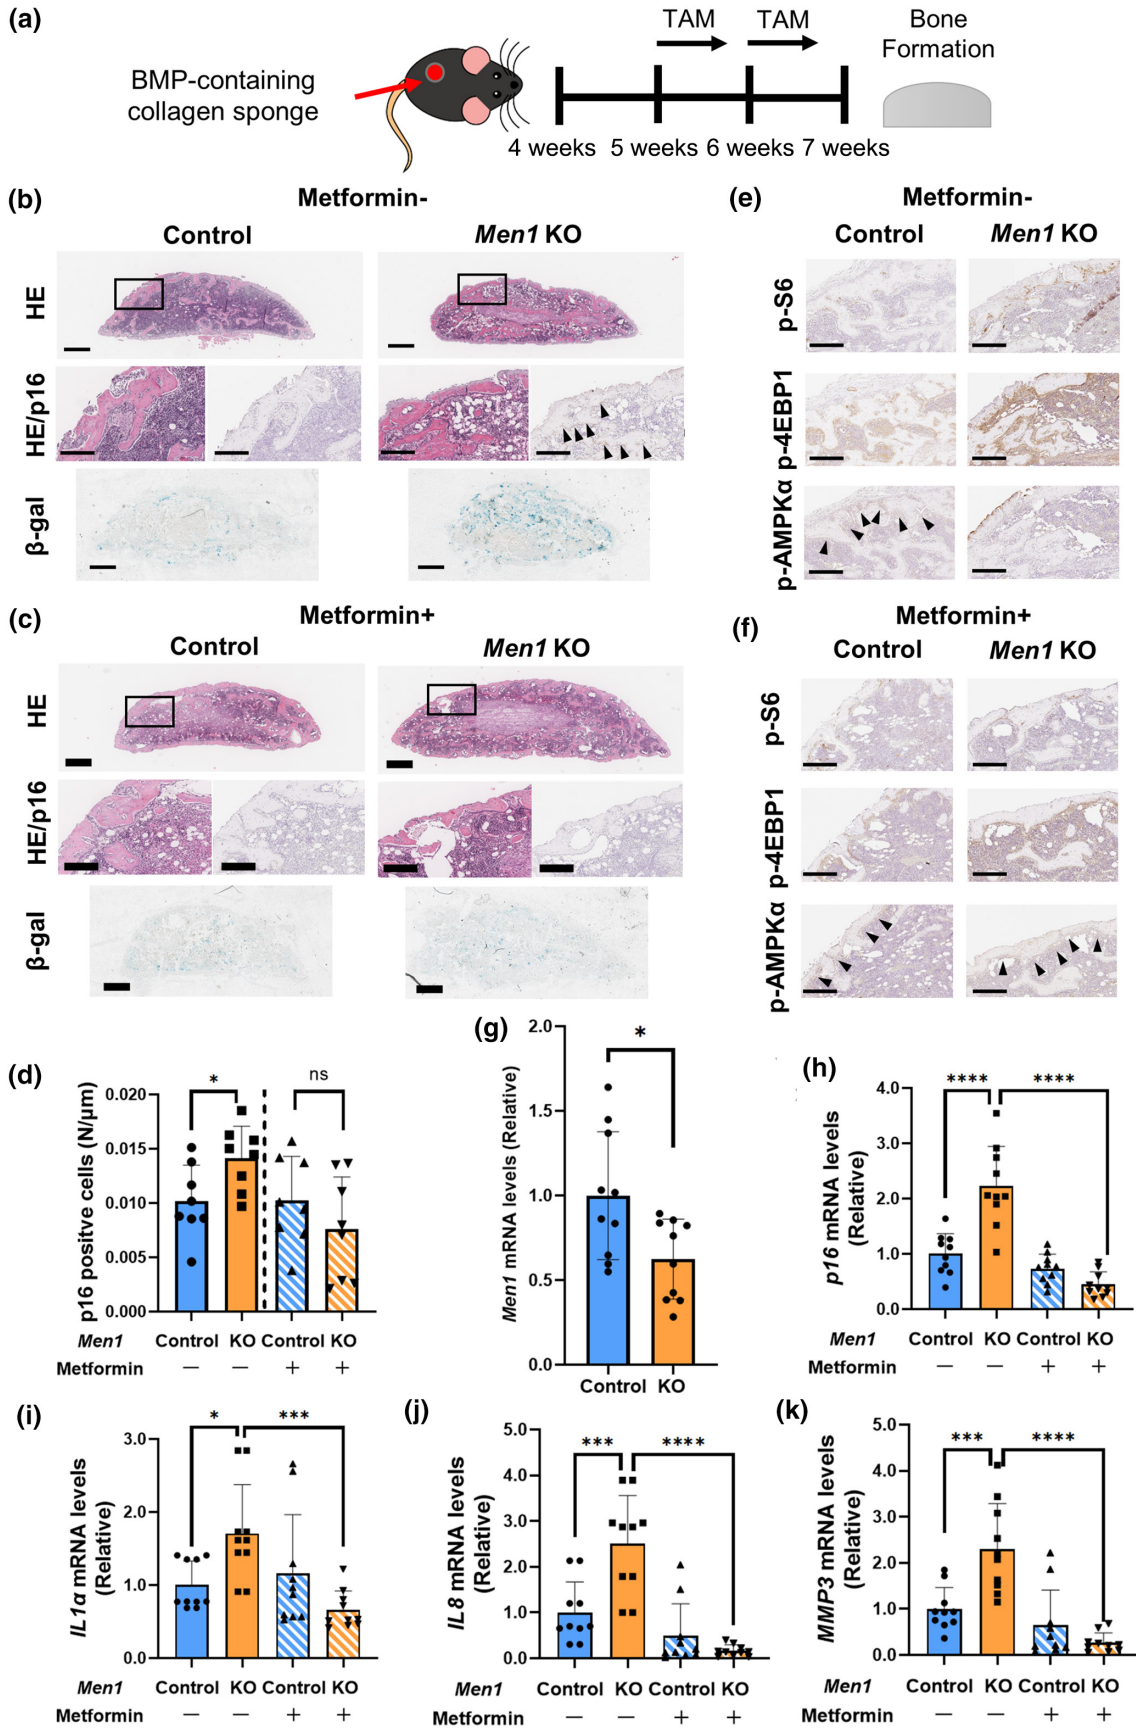 (a)
TAM
TAM
Bone
Formation
BMP-containing
collagen sponge
4 weeks
5 weeks
6 weeks
7 weeks
(b)
Metformin-
Control
Men1 KO
HE
HE/p16
β-gal
(e)
Metformin-
Control
Men1 KO
p-S6
p-4EBP1
p-AMPKα
(c)
Metformin+
Control
Men1 KO
HE
HE/p16
β-gal
(f)
Metformin+
Control
Men1 KO
p-S6
p-4EBP1
p-AMPKα
(d)
p16 positve cells (N/μm)
0.020
0.015
0.010
0.005
0.000
*
ns
Men1 Control KO Control KO
Metformin − − + +
(g)
Men1 mRNA levels (Relative)
2.0
1.5
1.0
0.5
0.0
*
Control KO
(h)
p16 mRNA levels
(Relative)
4.0
3.0
2.0
1.0
0.0
**** ****
Men1 Control KO Control KO
Metformin − − + +
(i)
IL1α mRNA levels
(Relative)
3.0
2.0
1.0
0.0
* ***
Men1 Control KO Control KO
Metformin − − + +
(j)
IL8 mRNA levels
(Relative)
5.0
4.0
3.0
2.0
1.0
0.0
*** ****
Men1 Control KO Control KO
Metformin − − + +
(k)
MMP3 mRNA levels
(Relative)
5.0
4.0
3.0
2.0
1.0
0.0
*** ****
Men1 Control KO Control KO
Metformin − − + +